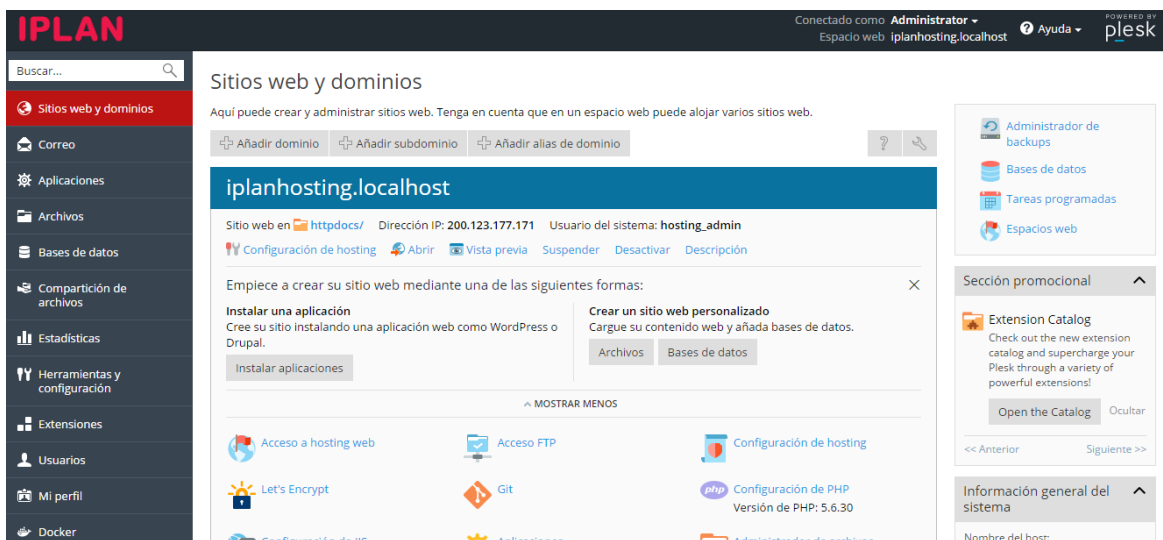 IPLAN
Conectado como Administrator
Espacio web iplanhosting.localhost
Ayuda
POWERED BY
plesk
Buscar...
Sitios web y dominios
Correo
Aplicaciones
Archivos
Bases de datos
Compartición de
archivos
Estadísticas
Herramientas y
configuración
Extensiones
Usuarios
Mi perfil
Docker
Sitios web y dominios
Aquí puede crear y administrar sitios web. Tenga en cuenta que en un espacio web puede alojar varios sitios web.
Añadir dominio
Añadir subdominio
Añadir alias de dominio
iplanhosting.localhost
Sitio web en httpdocs/ Dirección IP: 200.123.177.171 Usuario del sistema: hosting_admin
Configuración de hosting Abrir Vista previa Suspender Desactivar Descripción
Empiece a crear su sitio web mediante una de las siguientes formas:
Instalar una aplicación
Cree su sitio instalando una aplicación web como WordPress o
Drupal.
Instalar aplicaciones
Crear un sitio web personalizado
Cargue su contenido web y añada bases de datos.
Archivos
Bases de datos
MOSTRAR MENOS
Acceso a hosting web
Acceso FTP
Configuración de hosting
Let's Encrypt
Git
php
Configuración de PHP
Versión de PHP: 5.6.30
Configuración de IIS
Aplicaciones
Administrador de archivos
Administrador de
backups
Bases de datos
Tareas programadas
Espacios web
Sección promocional
Extension Catalog
Check out the new extension
catalog and supercharge your
Plesk through a variety of
powerful extensions!
Open the Catalog
Ocultar
<< Anterior
Siguiente >>
Información general del
sistema
Nombre del host: